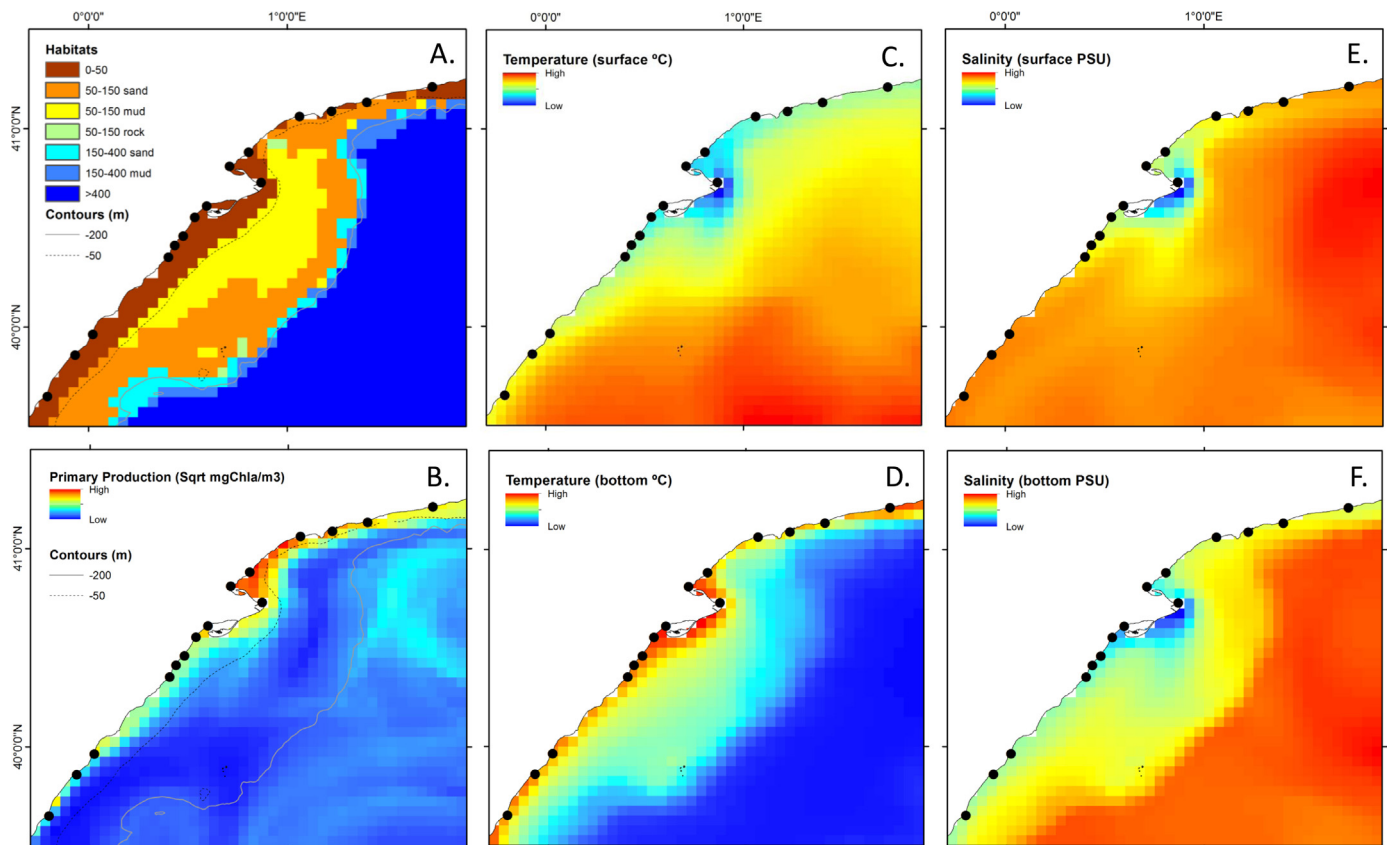 0°0'0" 1°0'0"E 0°0'0" 1°0'0"E 1°0'0"E
A.
Habitats
0-50
50-150 sand
50-150 mud
50-150 rock
150-400 sand
150-400 mud
>400
Contours (m)
-200
-50
41°0'0"N
40°0'0"N
C.
Temperature (surface ºC)
High
Low
E.
Salinity (surface PSU)
High
Low
B.
Primary Production (Sqrt mgChla/m3)
High
Low
Contours (m)
-200
-50
41°0'0"N
40°0'0"N
D.
Temperature (bottom ºC)
High
Low
F.
Salinity (bottom PSU)
High
Low